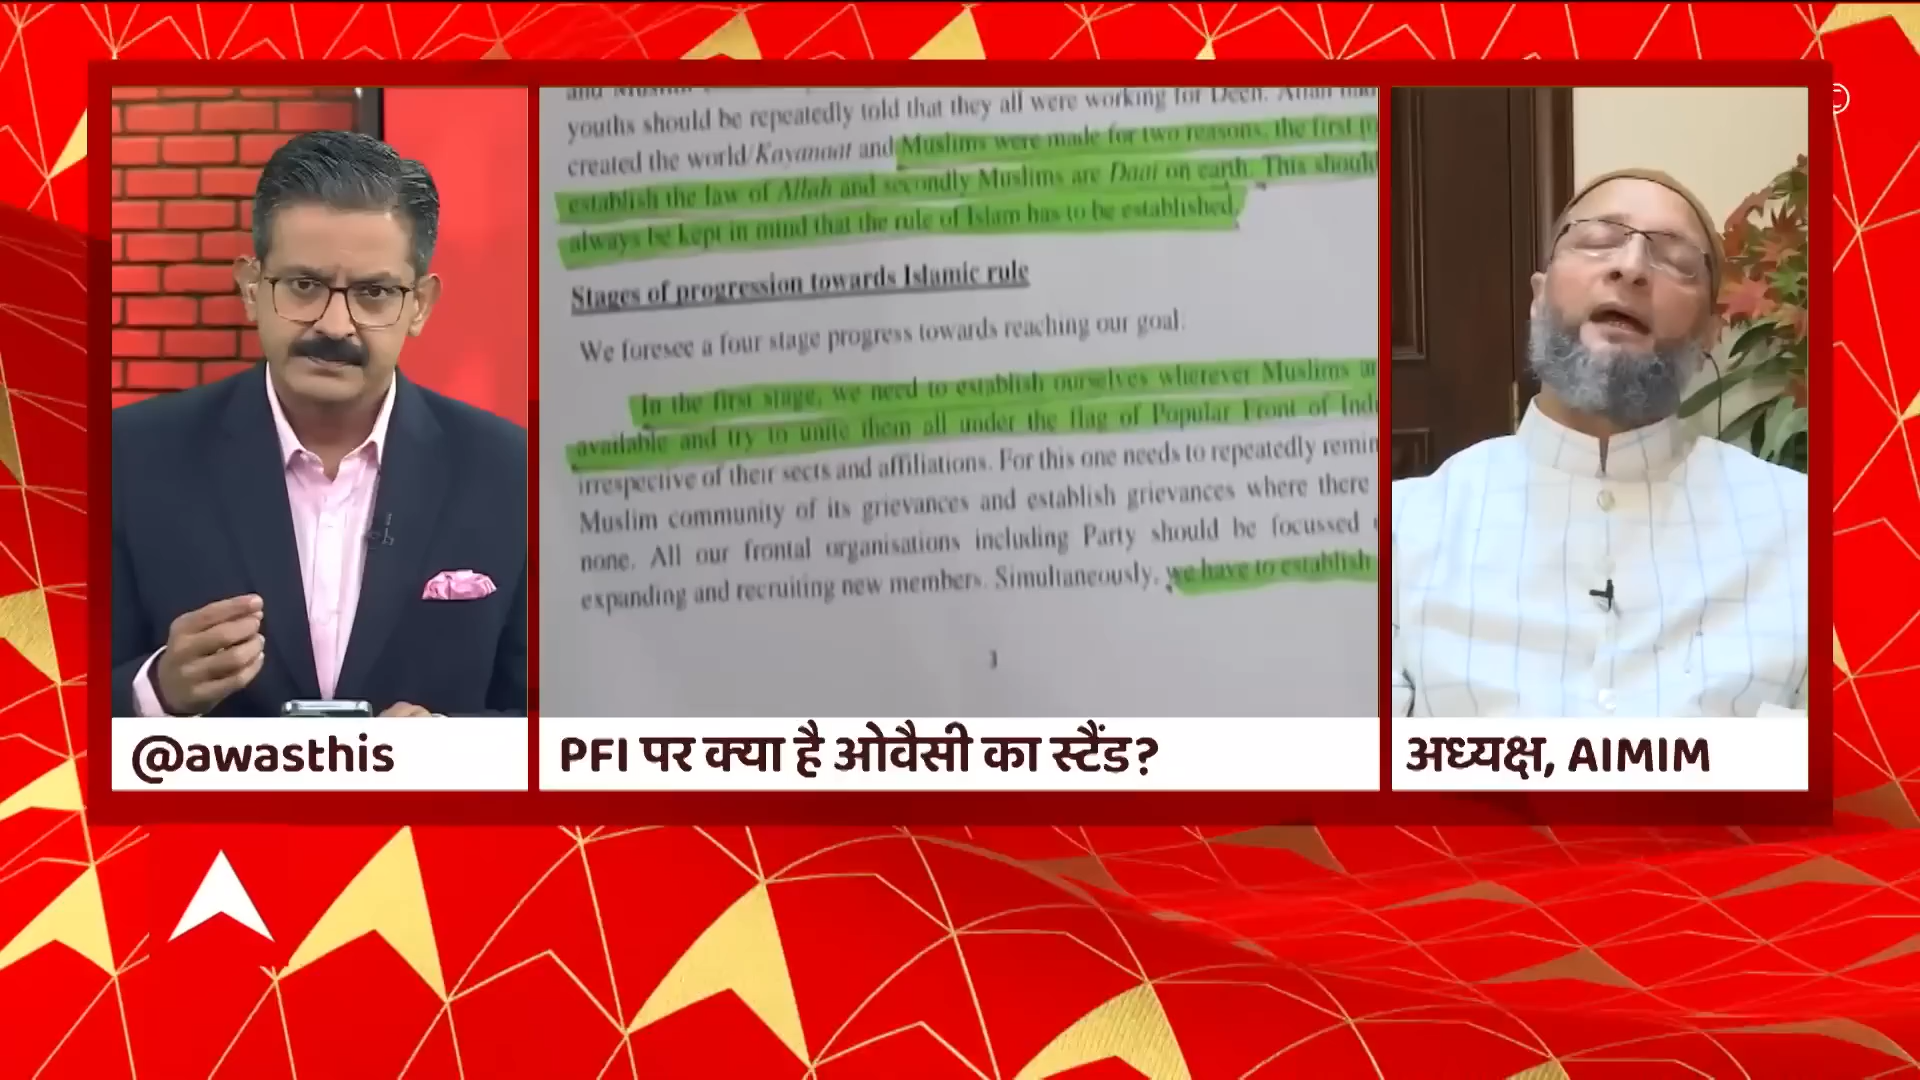 youths should be repeatedly told that they all were working for Deen. Allah had
created the world/Kayanaat and Muslims were made for two reasons, the first
establish the law of Allah and secondly Muslims are Daai on earth. This should
always be kept in mind that the rule of Islam has to be established.
Stages of progression towards Islamic rule
We foresee a four stage progress towards reaching our goal.
In the first stage, we need to establish ourselves wherever Muslims
available and try to unite them all under the flag of Popular Front of
irrespective of their sects and affiliations. For this one needs to repeatedly
Muslim community of its grievances and establish grievances where there
none. All our frontal organisations including Party should be focussed
expanding and recruiting new members. Simultaneously, we have to establish
3
@awasthis
PFI पर क्या है ओवैसी का स्टैंड?
अध्यक्ष, AIMIM